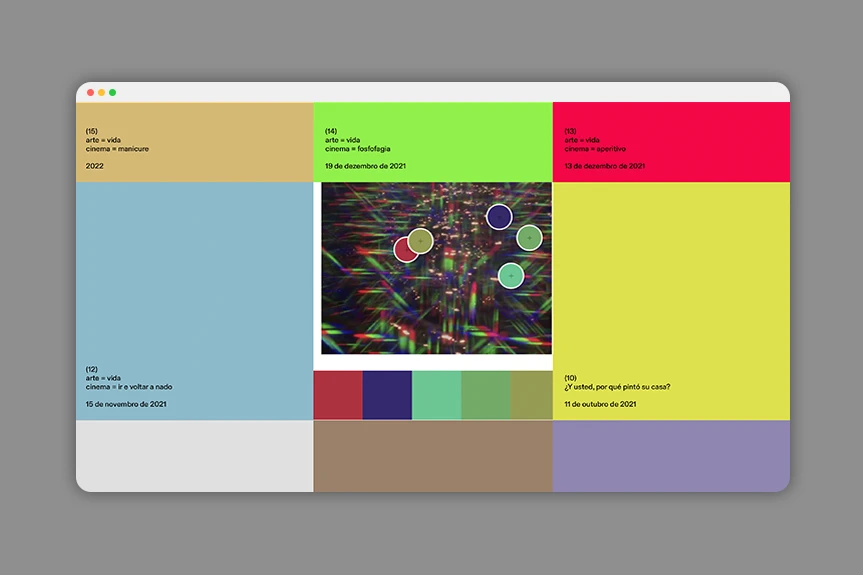 (15)
arte = vida
cinema = manicure
2022
(14)
arte = vida
cinema = fosfofagia
19 de dezembro de 2021
(13)
arte = vida
cinema = aperitivo
13 de dezembro de 2021
(12)
arte = vida
cinema = ir e voltar a nado
15 de novembro de 2021
(10)
¿Y usted, por qué pintó su casa?
11 de outubro de 2021